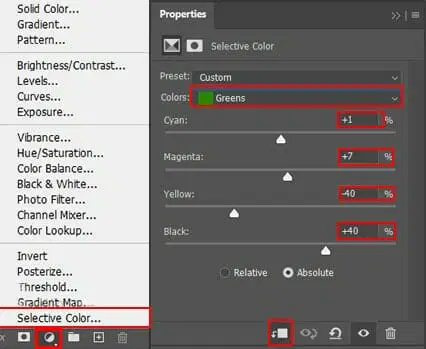 Solid Color...
Gradient...
Pattern...
Brightness/Contrast...
Levels...
Curves...
Exposure...
Vibrance...
Hue/Saturation...
Color Balance...
Black & White...
Photo Filter...
Channel Mixer...
Color Lookup...
Invert
Posterize...
Threshold...
Gradient Map...
Selective Color...
Properties
Selective Color
Preset: Custom
Colors: Greens
Cyan: +1 %
Magenta: +7 %
Yellow: -40 %
Black: +40 %
Relative Absolute